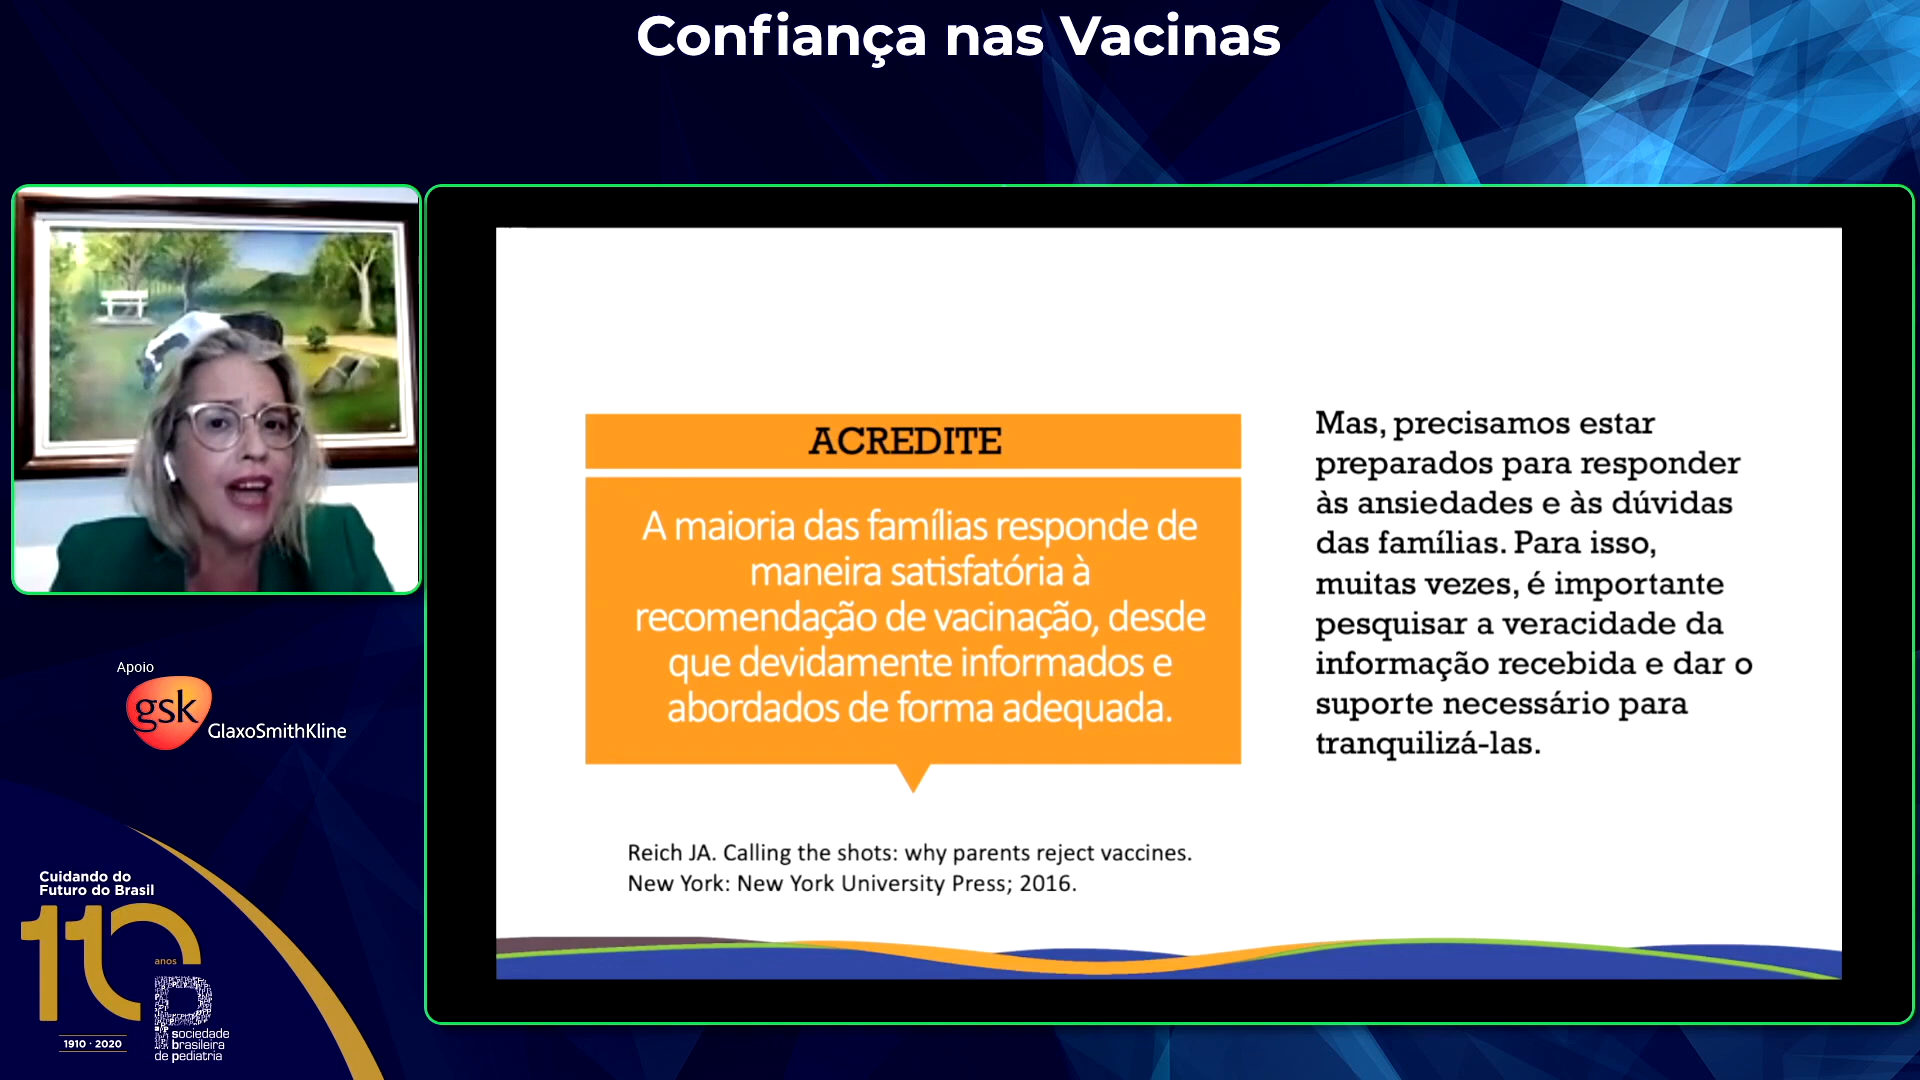 Confiança nas Vacinas
ACREDITE
A maioria das famílias responde de
maneira satisfatória à
recomendação de vacinação, desde
que devidamente informados e
abordados de forma adequada.
Mas, precisamos estar
preparados para responder
às ansiedades e às dúvidas
das famílias. Para isso,
muitas vezes, é importante
pesquisar a veracidade da
informação recebida e dar o
suporte necessário para
tranquilizá-las.
Reich JA. Calling the shots: why parents reject vaccines.
New York: New York University Press; 2016.
Apoio
gsk
GlaxoSmithKline
Cuidando do
Futuro do Brasil
110
anos
1910 · 2020
sociedade
brasileira
de pediatria